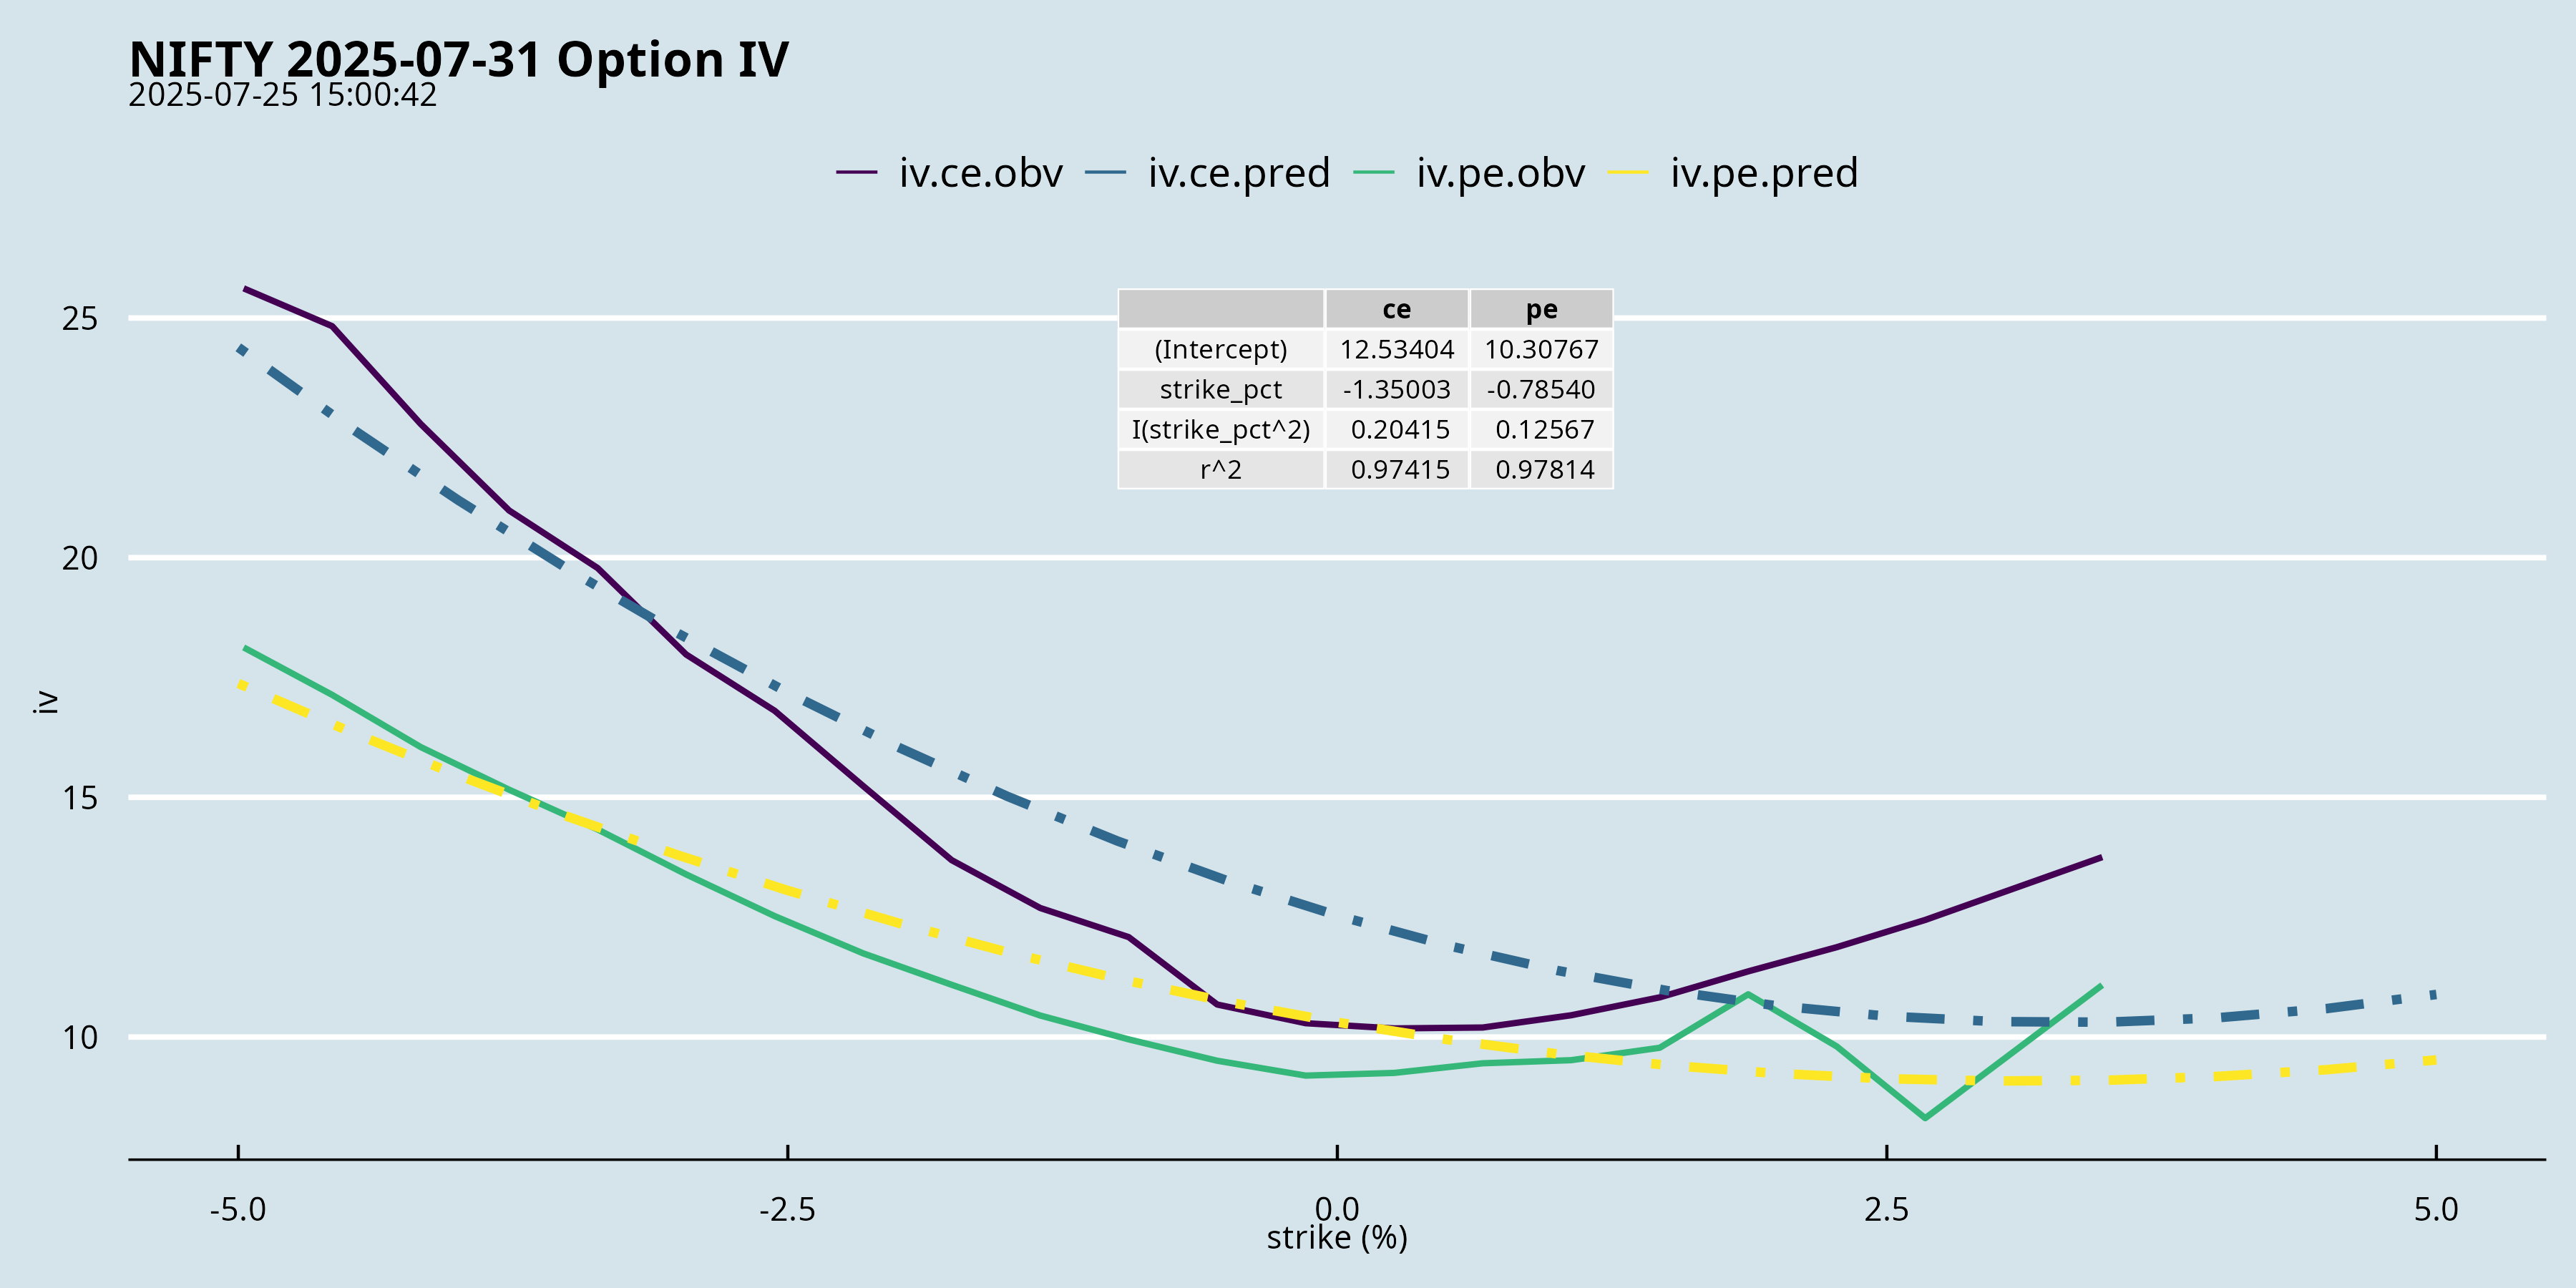 NIFTY 2025-07-31 Option IV
2025-07-25 15:00:42
iv.ce.obv iv.ce.pred iv.pe.obv iv.pe.pred
ce pe
(Intercept) 12.53404 10.30767
strike_pct -1.35003 -0.78540
I(strike_pct^2) 0.20415 0.12567
r^2 0.97415 0.97814
25
20
15
10
iv
-5.0 -2.5 0.0 2.5 5.0
strike (%)